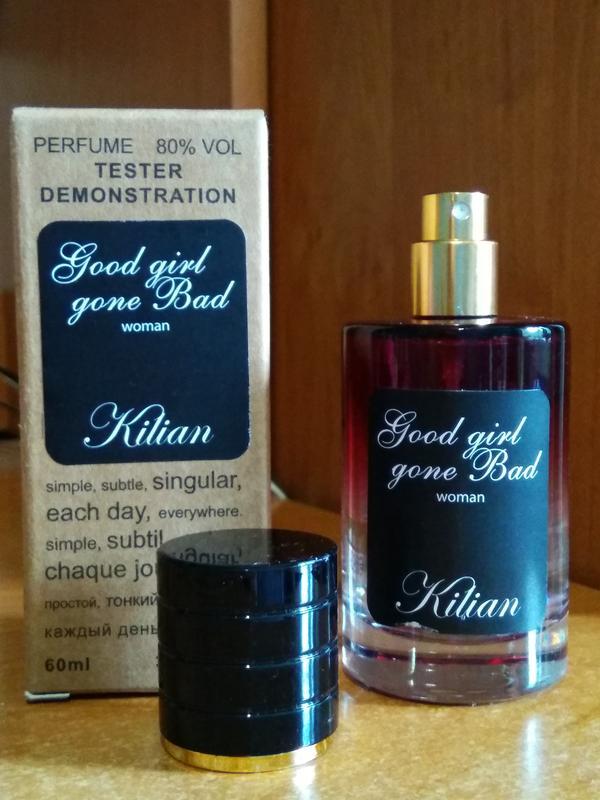 PERFUME 80% VOL
TESTER
DEMONSTRATION
Good girl
gone Bad
woman
Kilian
simple, subtle, singular,
each day, everywhere.
simple, subtil
chaque
простой, тонкий
каждый день
60ml
Good girl
gone Bad
woman
Kilian